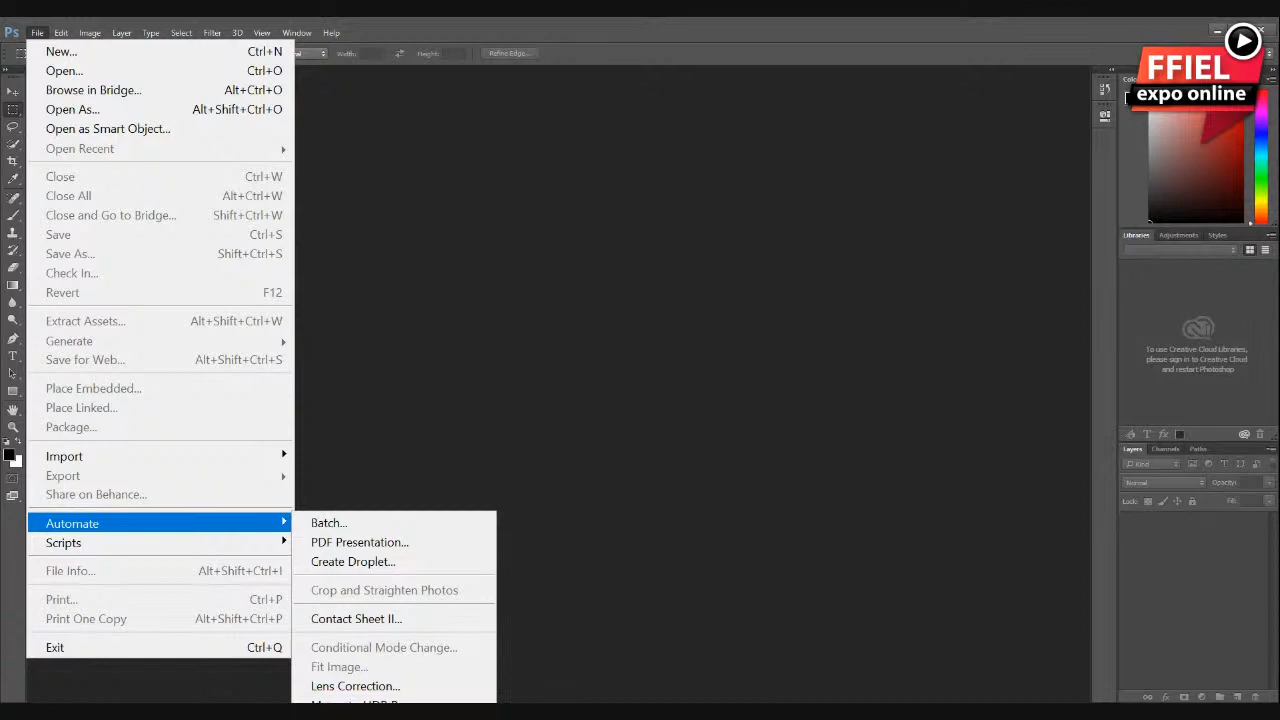 Ps File Edit Image Layer Type Select Filter 3D View Window Help
Width: Height: Refine Edge...
FFIEL
expo online
New... Ctrl+N
Open... Ctrl+O
Browse in Bridge... Alt+Ctrl+O
Open As... Alt+Shift+Ctrl+O
Open as Smart Object...
Open Recent
Close Ctrl+W
Close All Alt+Ctrl+W
Close and Go to Bridge... Shift+Ctrl+W
Save Ctrl+S
Save As... Shift+Ctrl+S
Check In...
Revert F12
Extract Assets... Alt+Shift+Ctrl+W
Generate
Save for Web... Alt+Shift+Ctrl+S
Place Embedded...
Place Linked...
Package...
Import
Export
Share on Behance...
Automate
Scripts
File Info... Alt+Shift+Ctrl+I
Print... Ctrl+P
Print One Copy Alt+Shift+Ctrl+P
Exit Ctrl+Q
Batch...
PDF Presentation...
Create Droplet...
Crop and Straighten Photos
Contact Sheet II...
Conditional Mode Change...
Fit Image...
Lens Correction...
Libraries Adjustments Styles
To use Creative Cloud Libraries,
please sign in to Creative Cloud
and restart Photoshop
Layers Channels Paths
Kind
Normal Opacity:
Lock: Fill: